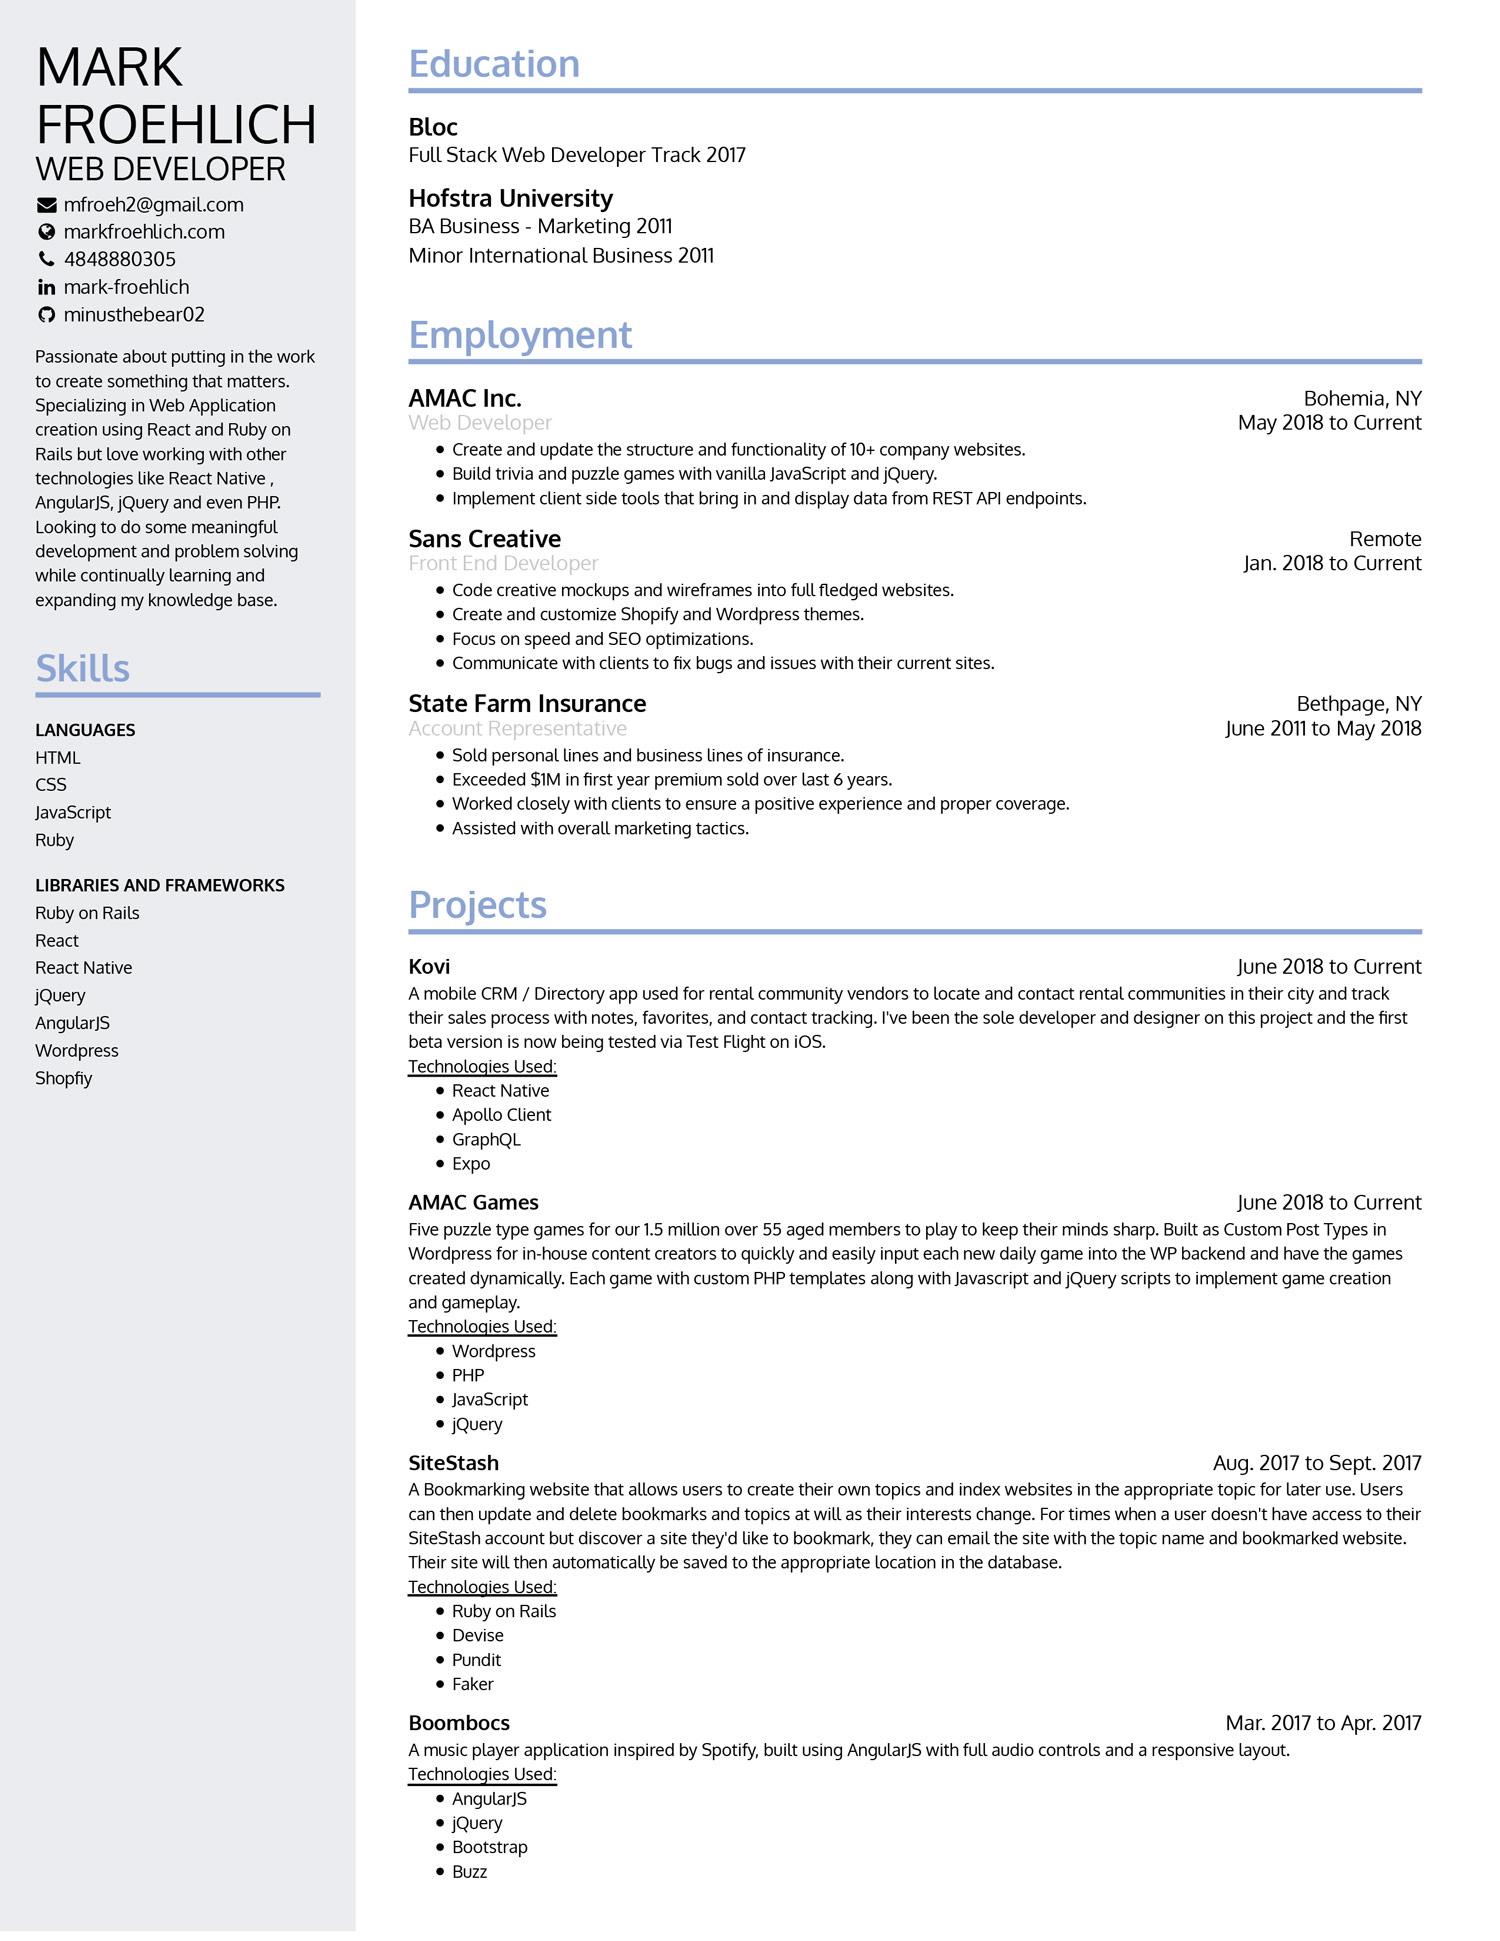 MARK
FROEHLICH
WEB DEVELOPER
mfroeh2@gmail.com
markfroehlich.com
4848880305
mark-froehlich
minusthebear02
Passionate about putting in the work
to create something that matters.
Specializing in Web Application
creation using React and Ruby on
Rails but love working with other
technologies like React Native ,
AngularJS, jQuery and even PHP.
Looking to do some meaningful
development and problem solving
while continually learning and
expanding my knowledge base.
Skills
LANGUAGES
HTML
CSS
JavaScript
Ruby
LIBRARIES AND FRAMEWORKS
Ruby on Rails
React
React Native
jQuery
AngularJS
Wordpress
Shopfiy
Education
Bloc
Full Stack Web Developer Track 2017
Hofstra University
BA Business - Marketing 2011
Minor International Business 2011
Employment
AMAC Inc. Bohemia, NY
Web Developer May 2018 to Current
• Create and update the structure and functionality of 10+ company websites.
• Build trivia and puzzle games with vanilla JavaScript and jQuery.
• Implement client side tools that bring in and display data from REST API endpoints.
Sans Creative Remote
Front End Developer Jan. 2018 to Current
• Code creative mockups and wireframes into full fledged websites.
• Create and customize Shopify and Wordpress themes.
• Focus on speed and SEO optimizations.
• Communicate with clients to fix bugs and issues with their current sites.
State Farm Insurance Bethpage, NY
Account Representative June 2011 to May 2018
• Sold personal lines and business lines of insurance.
• Exceeded $1M in first year premium sold over last 6 years.
• Worked closely with clients to ensure a positive experience and proper coverage.
• Assisted with overall marketing tactics.
Projects
Kovi June 2018 to Current
A mobile CRM / Directory app used for rental community vendors to locate and contact rental communities in their city and track
their sales process with notes, favorites, and contact tracking. I've been the sole developer and designer on this project and the first
beta version is now being tested via Test Flight on iOS.
Technologies Used:
• React Native
• Apollo Client
• GraphQL
• Expo
AMAC Games June 2018 to Current
Five puzzle type games for our 1.5 million over 55 aged members to play to keep their minds sharp. Built as Custom Post Types in
Wordpress for in-house content creators to quickly and easily input each new daily game into the WP backend and have the games
created dynamically. Each game with custom PHP templates along with Javascript and jQuery scripts to implement game creation
and gameplay.
Technologies Used:
• Wordpress
• PHP
• JavaScript
• jQuery
SiteStash Aug. 2017 to Sept. 2017
A Bookmarking website that allows users to create their own topics and index websites in the appropriate topic for later use. Users
can then update and delete bookmarks and topics at will as their interests change. For times when a user doesn't have access to their
SiteStash account but discover a site they'd like to bookmark, they can email the site with the topic name and bookmarked website.
Their site will then automatically be saved to the appropriate location in the database.
Technologies Used:
• Ruby on Rails
• Devise
• Pundit
• Faker
Boombocs Mar. 2017 to Apr. 2017
A music player application inspired by Spotify, built using AngularJS with full audio controls and a responsive layout.
Technologies Used:
• AngularJS
• jQuery
• Bootstrap
• Buzz